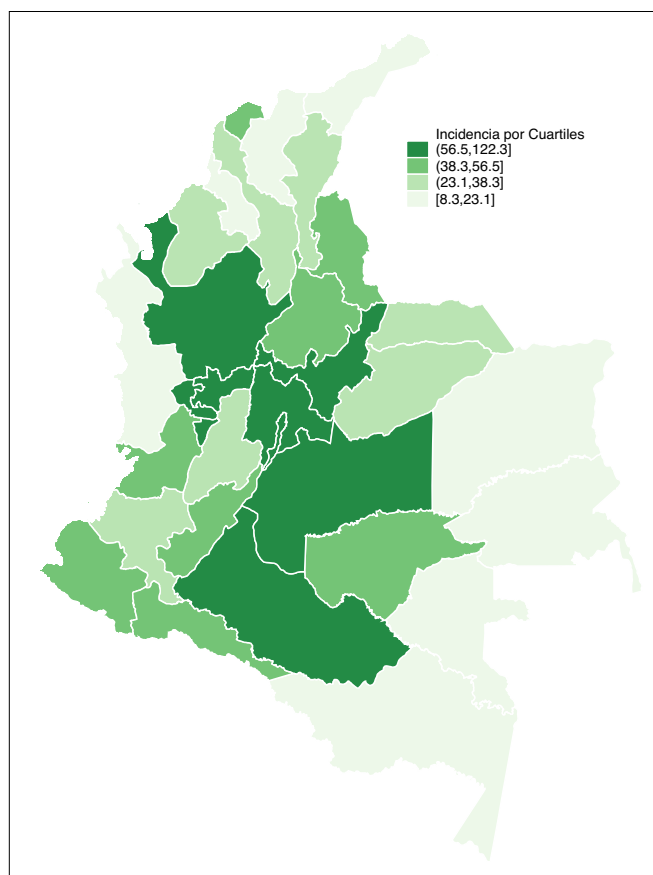 Incidencia por Cuartiles
(56.5,122.3]
(38.3,56.5]
(23.1,38.3]
[8.3,23.1]